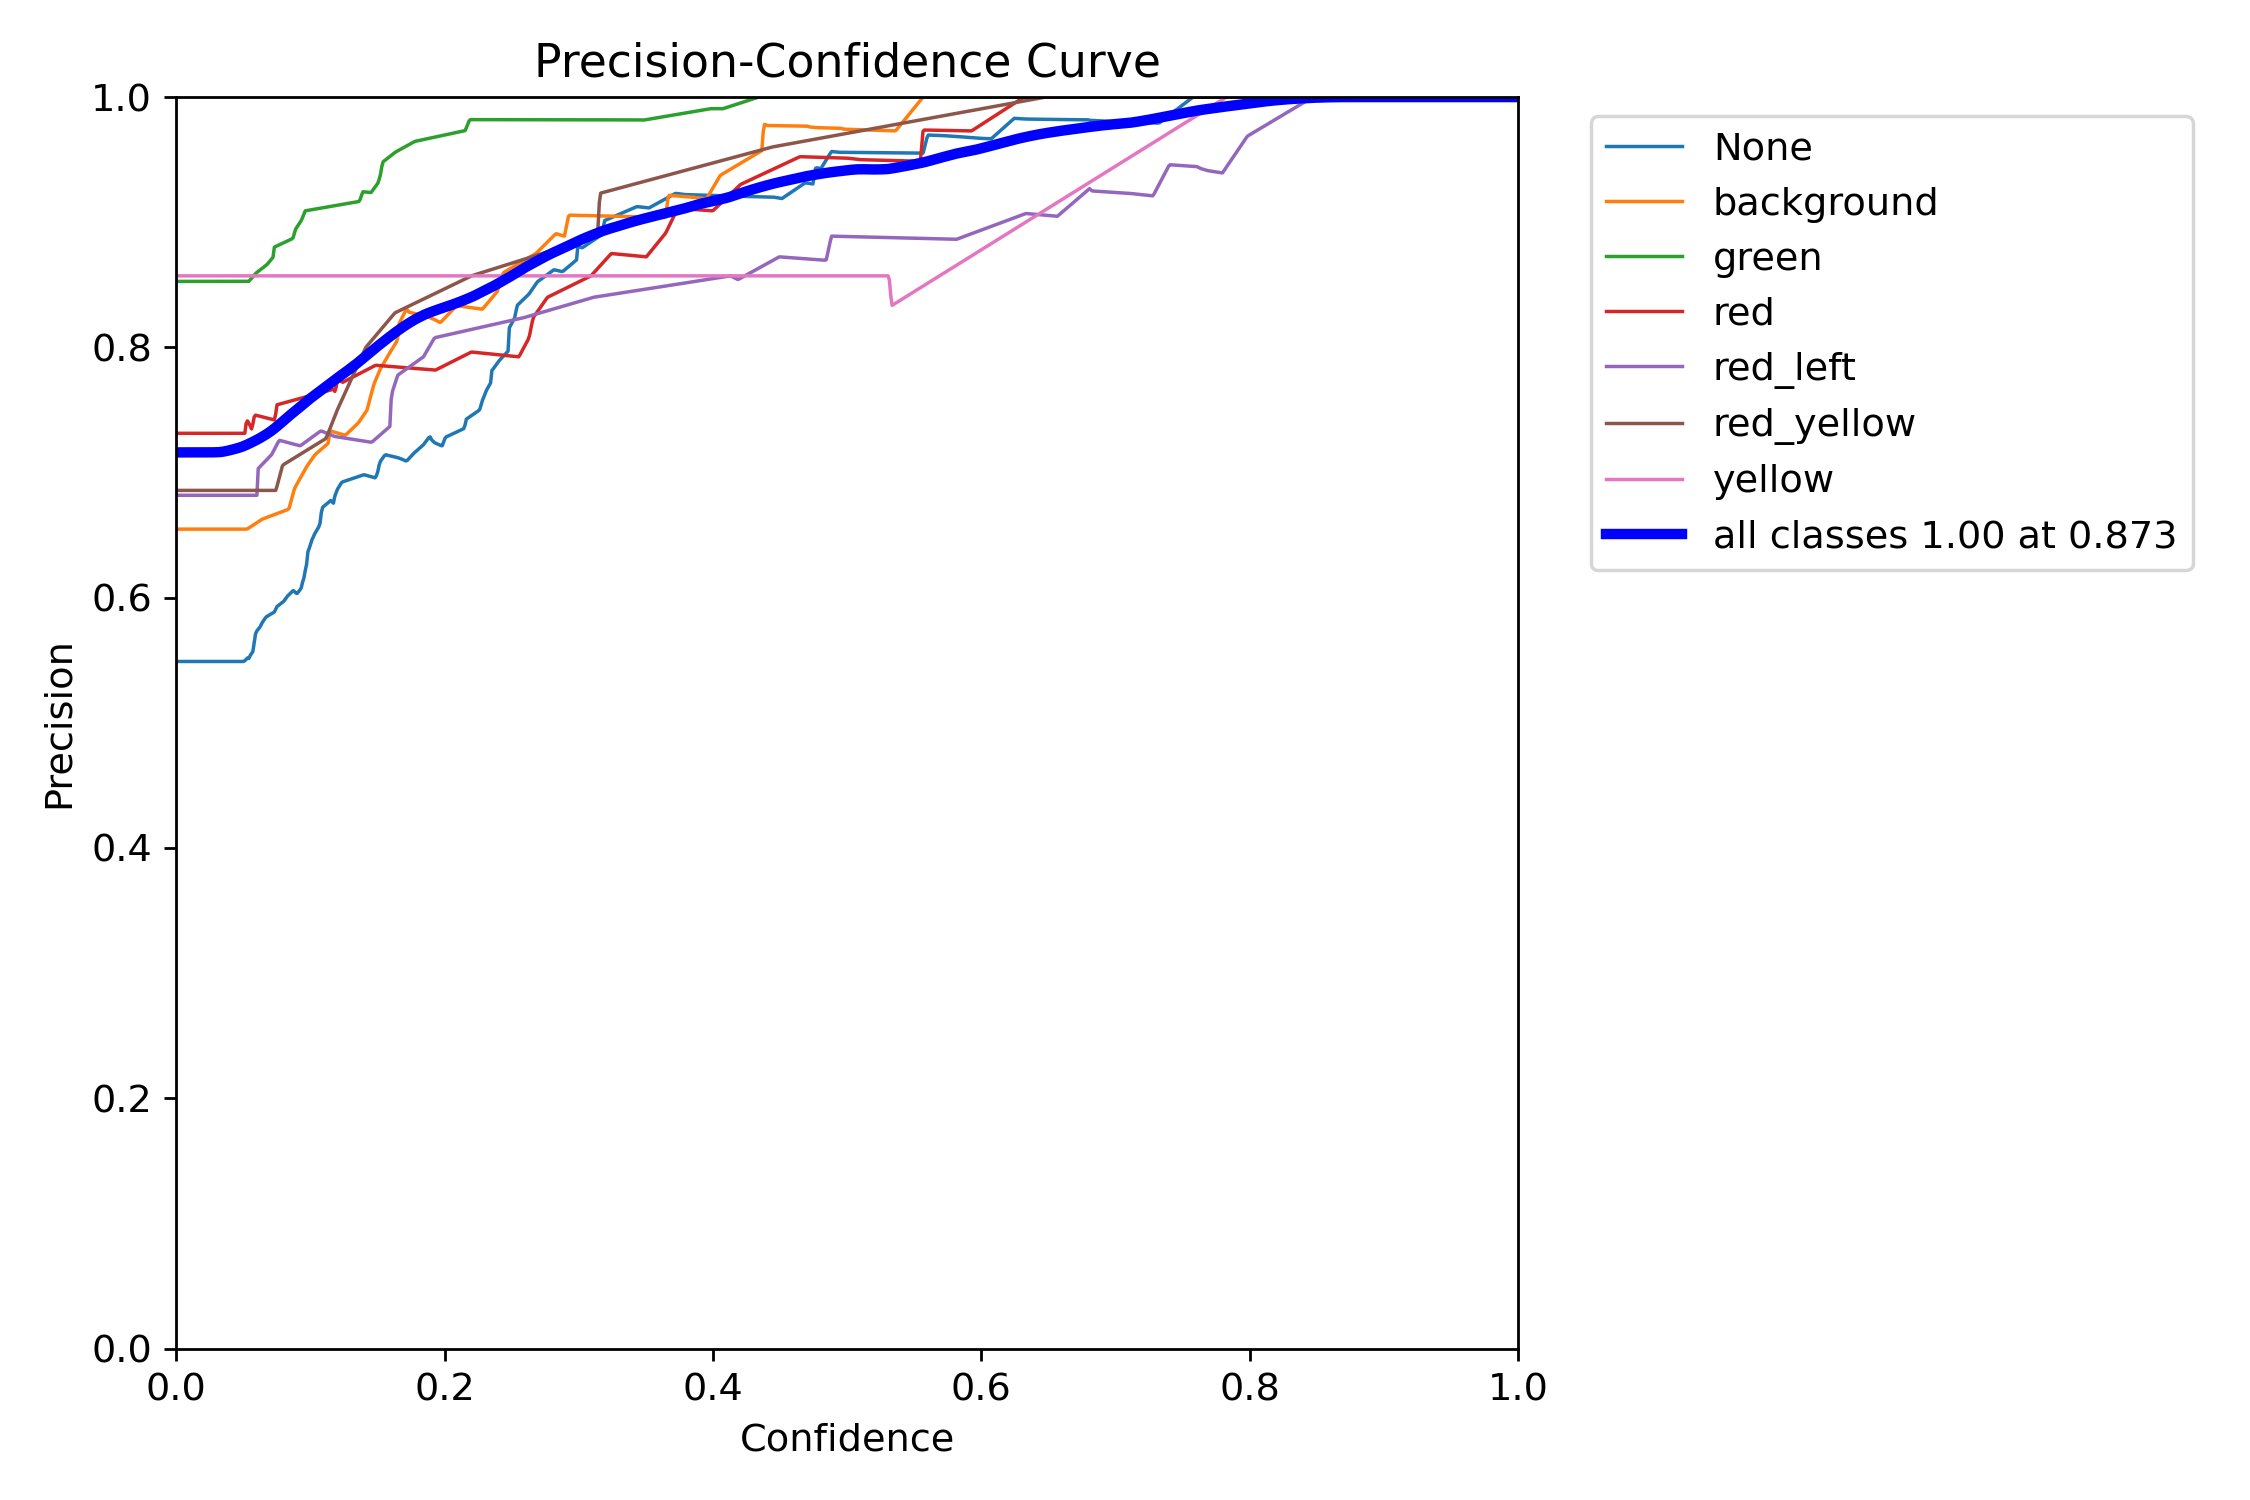 Precision-Confidence Curve
1.0
0.8
0.6
0.4
0.2
0.0
Precision
0.0 0.2 0.4 0.6 0.8 1.0
Confidence
None
background
green
red
red_left
red_yellow
yellow
all classes 1.00 at 0.873